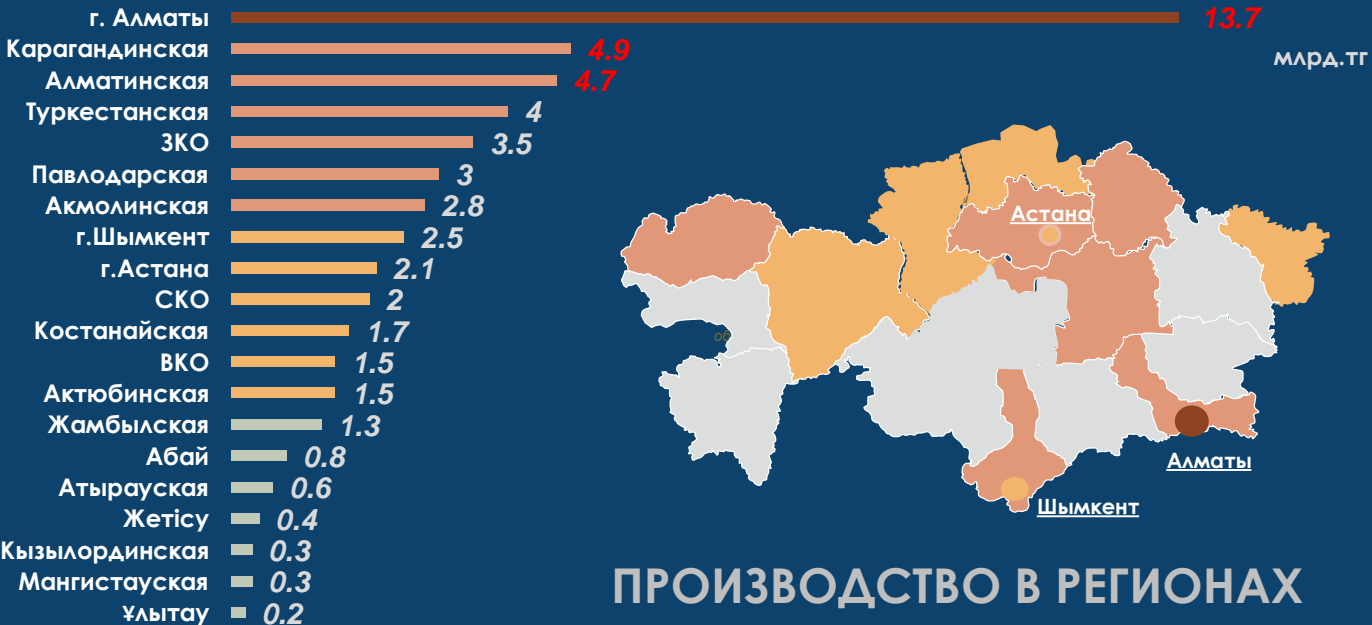 г. Алматы 13.7
Карагандинская 4.9
млрд.тг
Алматинская 4.7
Туркестанская 4
ЗКО 3.5
Павлодарская 3
Акмолинская 2.8
г.Шымкент 2.5
г.Астана 2.1
СКО 2
Костанайская 1.7
ВКО 1.5
Актюбинская 1.5
Жамбылская 1.3
Абай 0.8
Атырауская 0.6
Жетісу 0.4
Кызылординская 0.3
Мангистауская 0.3
Ұлытау 0.2
Астана
Алматы
Шымкент
ПРОИЗВОДСТВО В РЕГИОНАХ